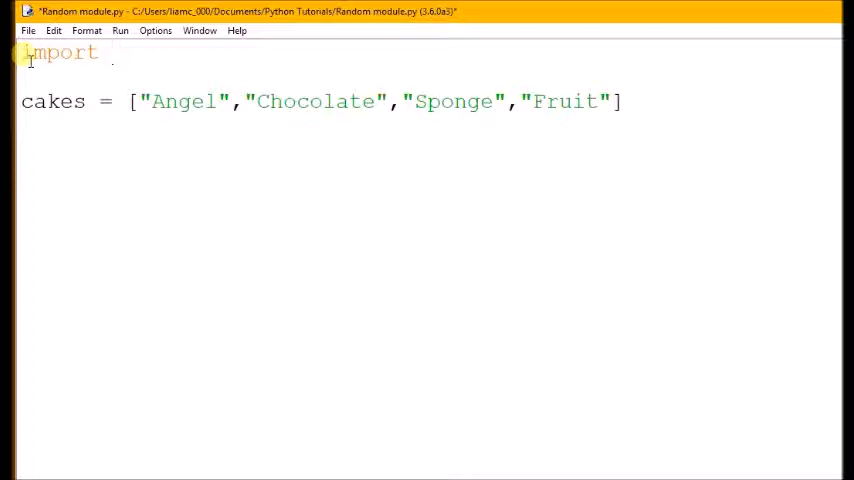 *Random module.py - C:/Users/liamc_000/Documents/Python Tutorials/Random module.py (3.6.0a3)*
File Edit Format Run Options Window Help
import
cakes = ["Angel","Chocolate","Sponge","Fruit"]